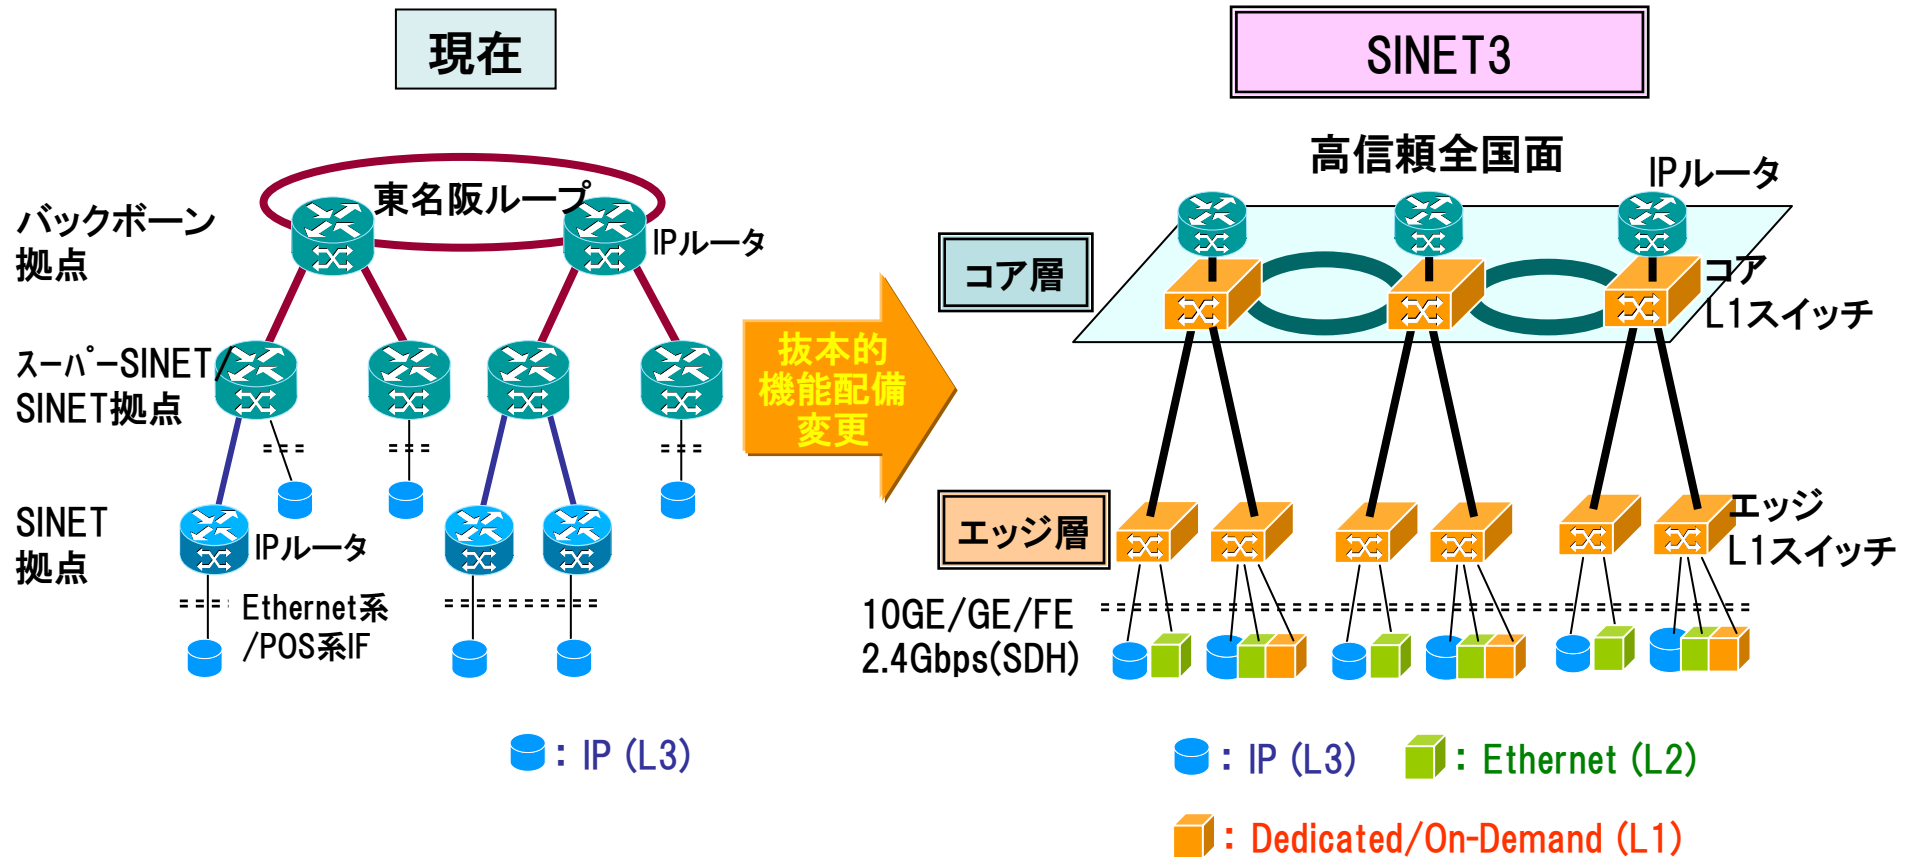 現在
SINET3
高信頼全国面
東名阪ループ
IPルータ
バックボーン
拠点
IPルータ
コア層
コア
L1スイッチ
スーパーSINET/
SINET拠点
抜本的
機能配備
変更
SINET
拠点
IPルータ
エッジ層
エッジ
L1スイッチ
Ethernet系
/POS系IF
10GE/GE/FE
2.4Gbps(SDH)
: IP (L3)
: IP (L3)
: Ethernet (L2)
: Dedicated/On-Demand (L1)